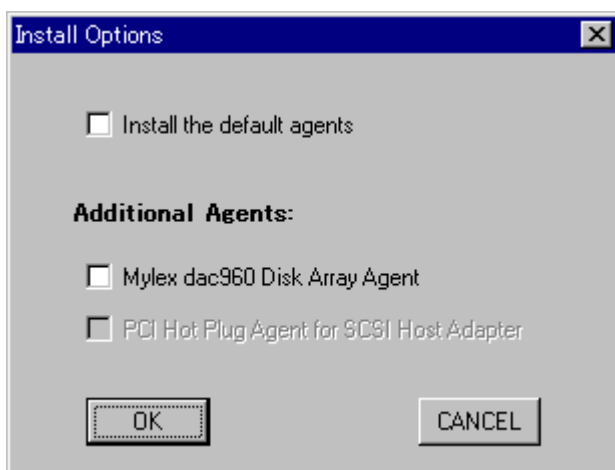 Install Options
Install the default agents
Additional Agents:
Mylex dac960 Disk Array Agent
PCI Hot Plug Agent for SCSI Host Adapter
OK
CANCEL